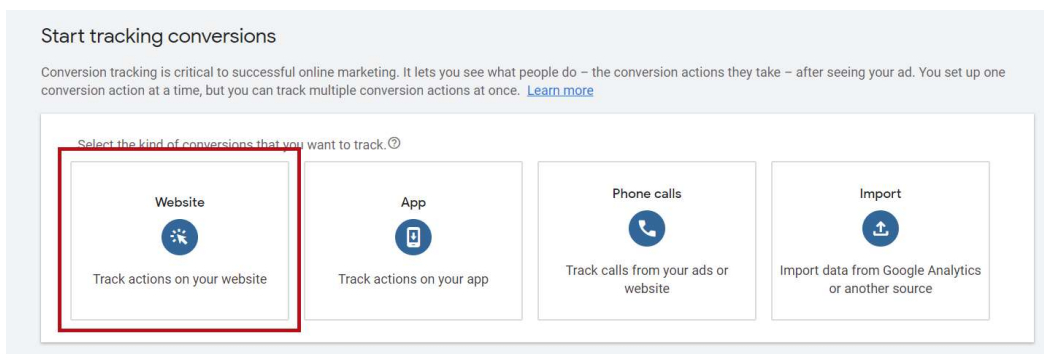 Start tracking conversions
Conversion tracking is critical to successful online marketing. It lets you see what people do – the conversion actions they take – after seeing your ad. You set up one
conversion action at a time, but you can track multiple conversion actions at once. Learn more
Select the kind of conversions that you want to track.
Website
Track actions on your website
App
Track actions on your app
Phone calls
Track calls from your ads or
website
Import
Import data from Google Analytics
or another source